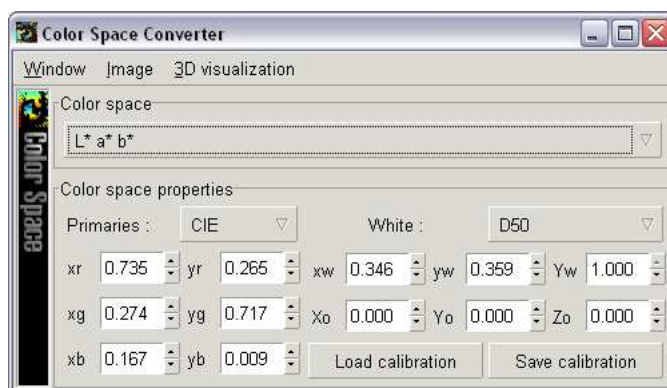 Color Space Converter
Window Image 3D visualization
Color Space
Color space
L* a* b*
Color space properties
Primaries : CIE White : D50
xr 0.735 yr 0.265 xw 0.346 yw 0.359 Yw 1.000
xg 0.274 yg 0.717 Xo 0.000 Yo 0.000 Zo 0.000
xb 0.167 yb 0.009 Load calibration Save calibration